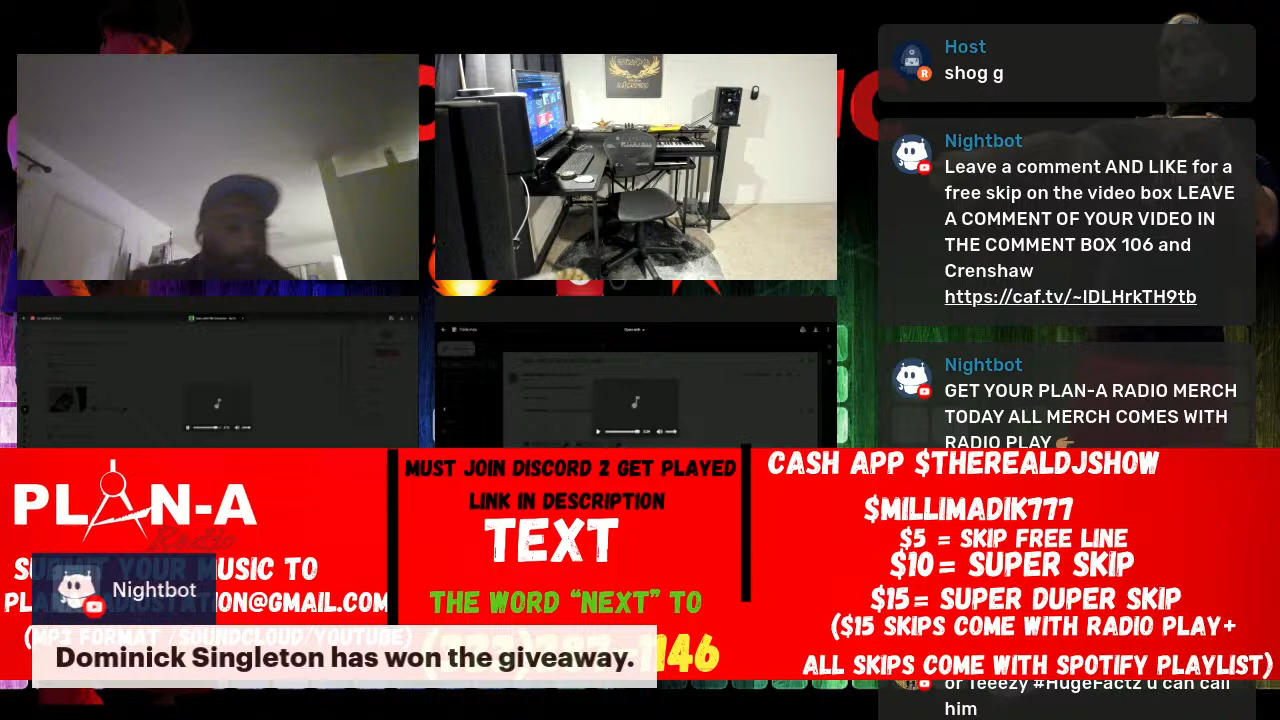 Host
shog g
Nightbot
Leave a comment AND LIKE for a
free skip on the video box LEAVE
A COMMENT OF YOUR VIDEO IN
THE COMMENT BOX 106 and
Crenshaw
https://caf.tv/~IDLHrkTH9tb
Nightbot
GET YOUR PLAN-A RADIO MERCH
TODAY ALL MERCH COMES WITH
RADIO PLAY
or Teeezy #HugeFactz u can call
him
PLAN-A
Radio
MUSIC TO
@GMAIL.COM
(MP3 FORMAT /SOUNDCLOUD/YOUTUBE)
Nightbot
Dominick Singleton has won the giveaway.
MUST JOIN DISCORD 2 GET PLAYED
LINK IN DESCRIPTION
TEXT
THE WORD “NEXT” TO
146
CASH APP $THEREALDJSHOW
$MILLIMADIK777
$5 = SKIP FREE LINE
$10 = SUPER SKIP
$15= SUPER DUPER SKIP
($15 SKIPS COME WITH RADIO PLAY+
ALL SKIPS COME WITH SPOTIFY PLAYLIST)